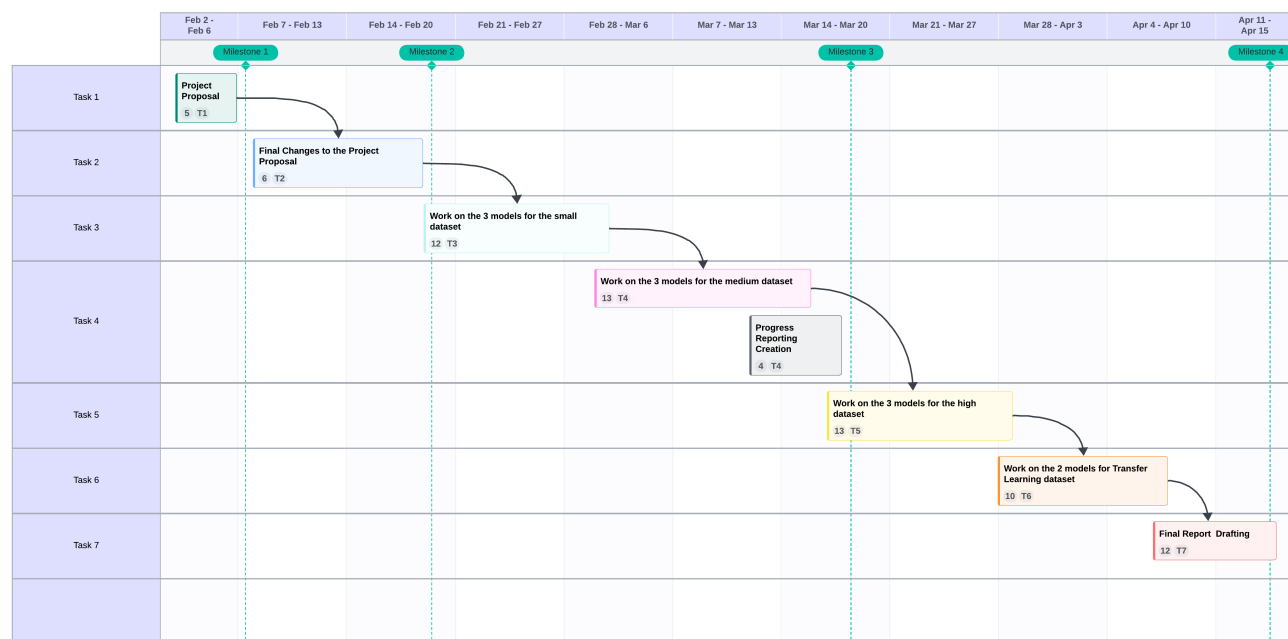 Feb 2 -
Feb 6
Feb 7 - Feb 13
Feb 14 - Feb 20
Feb 21 - Feb 27
Feb 28 - Mar 6
Mar 7 - Mar 13
Mar 14 - Mar 20
Mar 21 - Mar 27
Mar 28 - Apr 3
Apr 4 - Apr 10
Apr 11 -
Apr 15
Milestone 1
Milestone 2
Milestone 3
Milestone 4
Task 1
Project
Proposal
5 T1
Task 2
Final Changes to the Project
Proposal
6 T2
Task 3
Work on the 3 models for the small
dataset
12 T3
Task 4
Work on the 3 models for the medium dataset
13 T4
Progress
Reporting
Creation
4 T4
Task 5
Work on the 3 models for the high
dataset
13 T5
Task 6
Work on the 2 models for Transfer
Learning dataset
10 T6
Task 7
Final Report  Drafting
12 T7